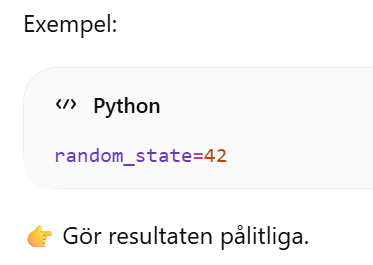 Exempel:
Python
random_state=42
👉 Gör resultaten pålitliga.